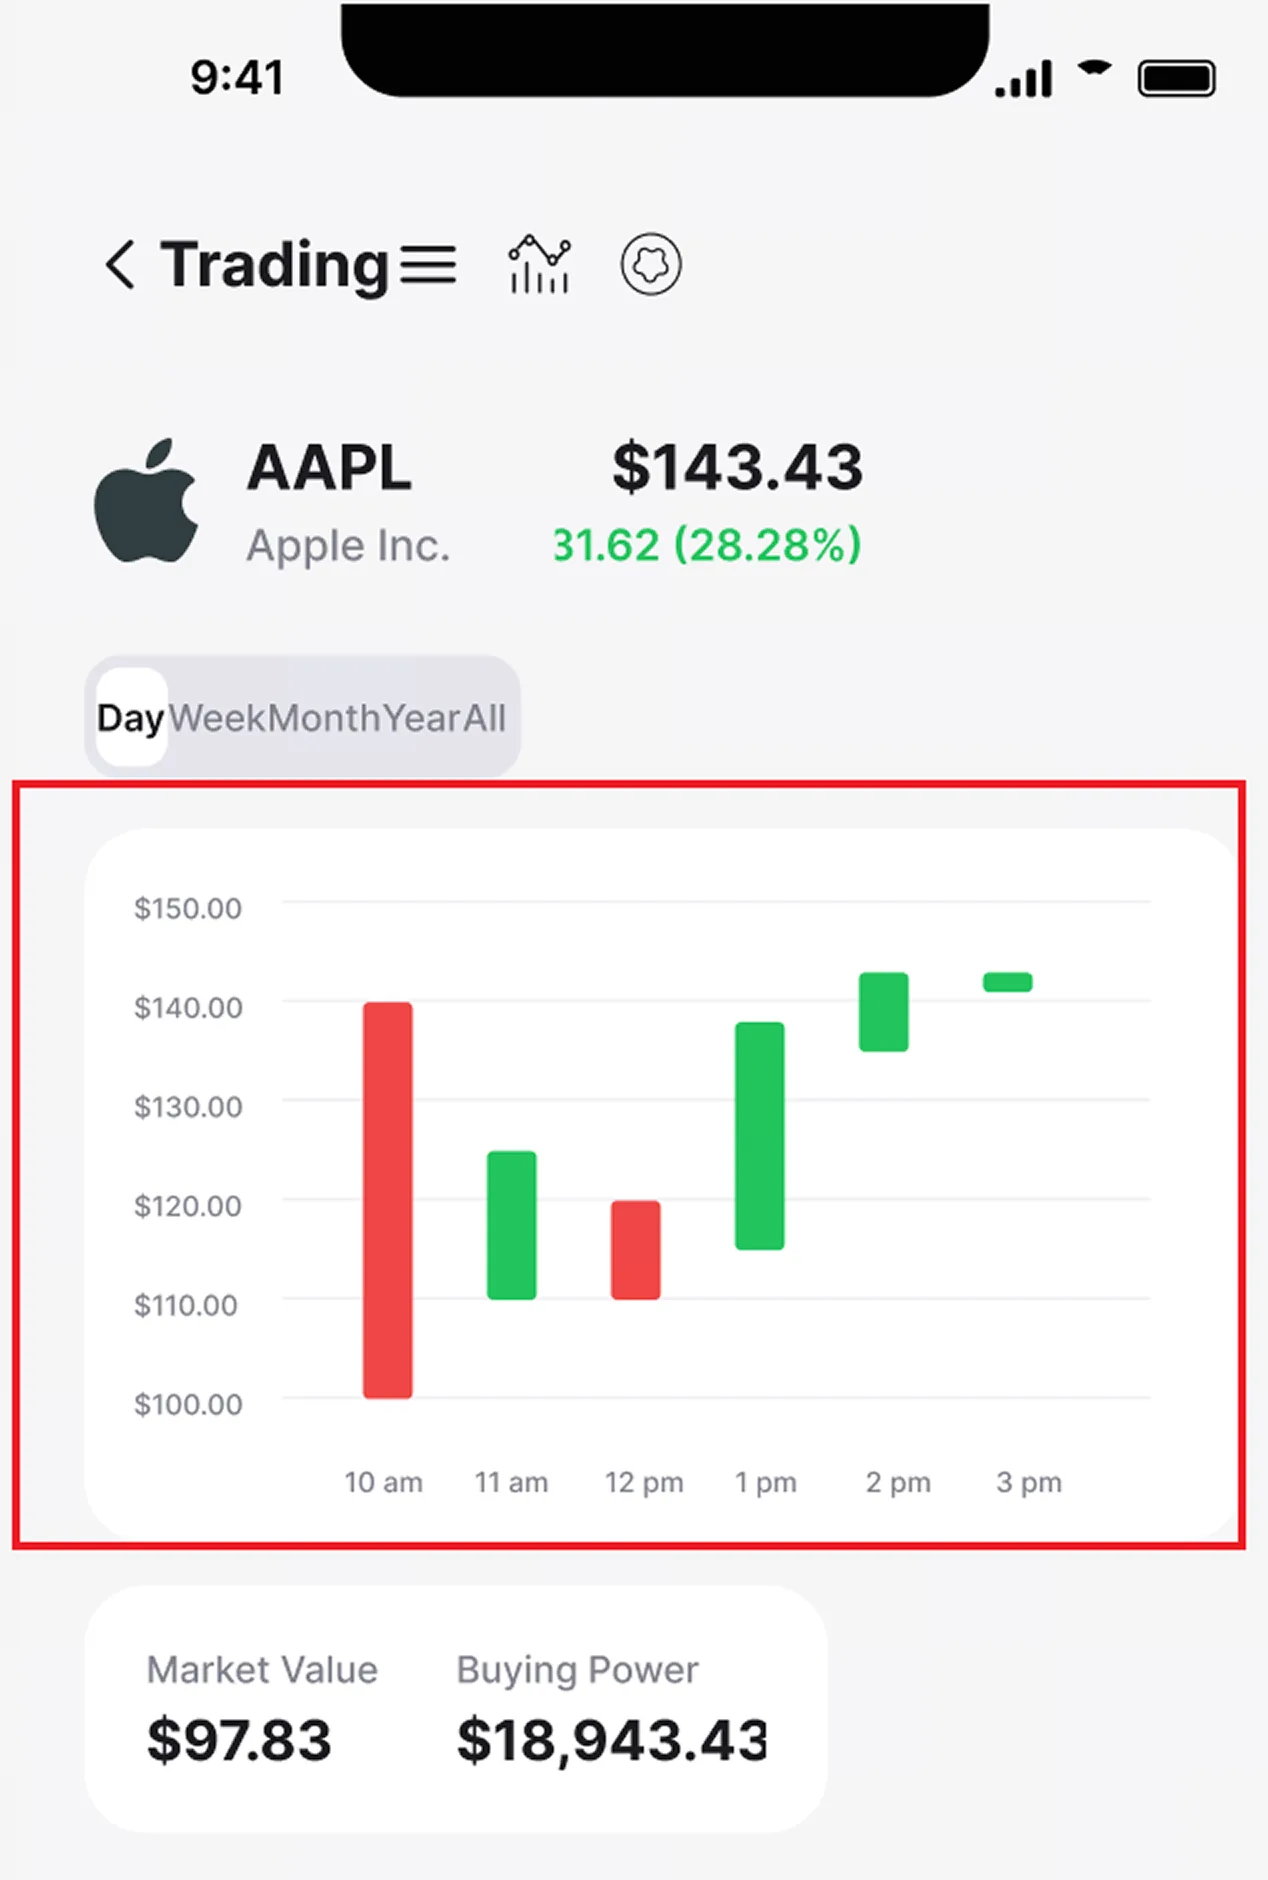 9:41
Trading
AAPL $143.43
Apple Inc. 31.62 (28.28%)
Day Week Month Year All
$150.00
$140.00
$130.00
$120.00
$110.00
$100.00
10 am 11 am 12 pm 1 pm 2 pm 3 pm
Market Value Buying Power
$97.83 $18,943.43